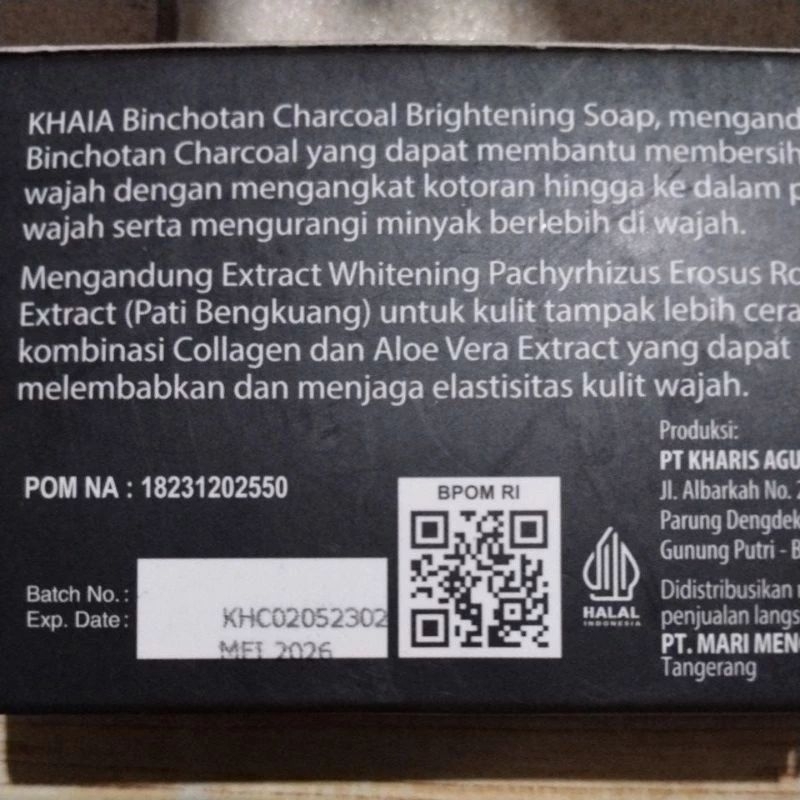 KHAIA Binchotan Charcoal Brightening Soap, mengand
Binchotan Charcoal yang dapat membantu membersih
wajah dengan mengangkat kotoran hingga ke dalam p
wajah serta mengurangi minyak berlebih di wajah.
Mengandung Extract Whitening Pachyrhizus Erosus Ro
Extract (Pati Bengkuang) untuk kulit tampak lebih cera
kombinasi Collagen dan Aloe Vera Extract yang dapat
melembabkan dan menjaga elastisitas kulit wajah.
POM NA : 18231202550
Batch No. :
Exp. Date :
KHC02052302
MEI 2026
BPOM RI
HALAL
INDONESIA
Produksi:
PT KHARIS AGU
Jl. Albarkah No. 2
Parung Dengdek
Gunung Putri - B
Didistribusikan
penjualan langs
PT. MARI MEN
Tangerang